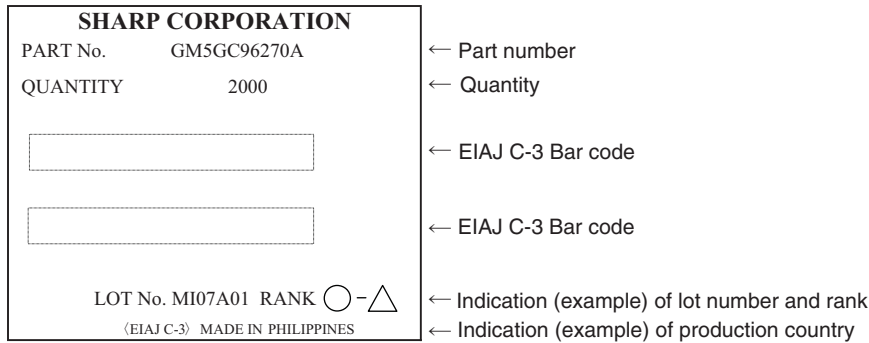 SHARP CORPORATION
PART No. GM5GC96270A ← Part number
QUANTITY 2000 ← Quantity
← EIAJ C-3 Bar code
← EIAJ C-3 Bar code
LOT No. MI07A01 RANK ○-△ ← Indication (example) of lot number and rank
〈EIAJ C-3〉 MADE IN PHILIPPINES ← Indication (example) of production country